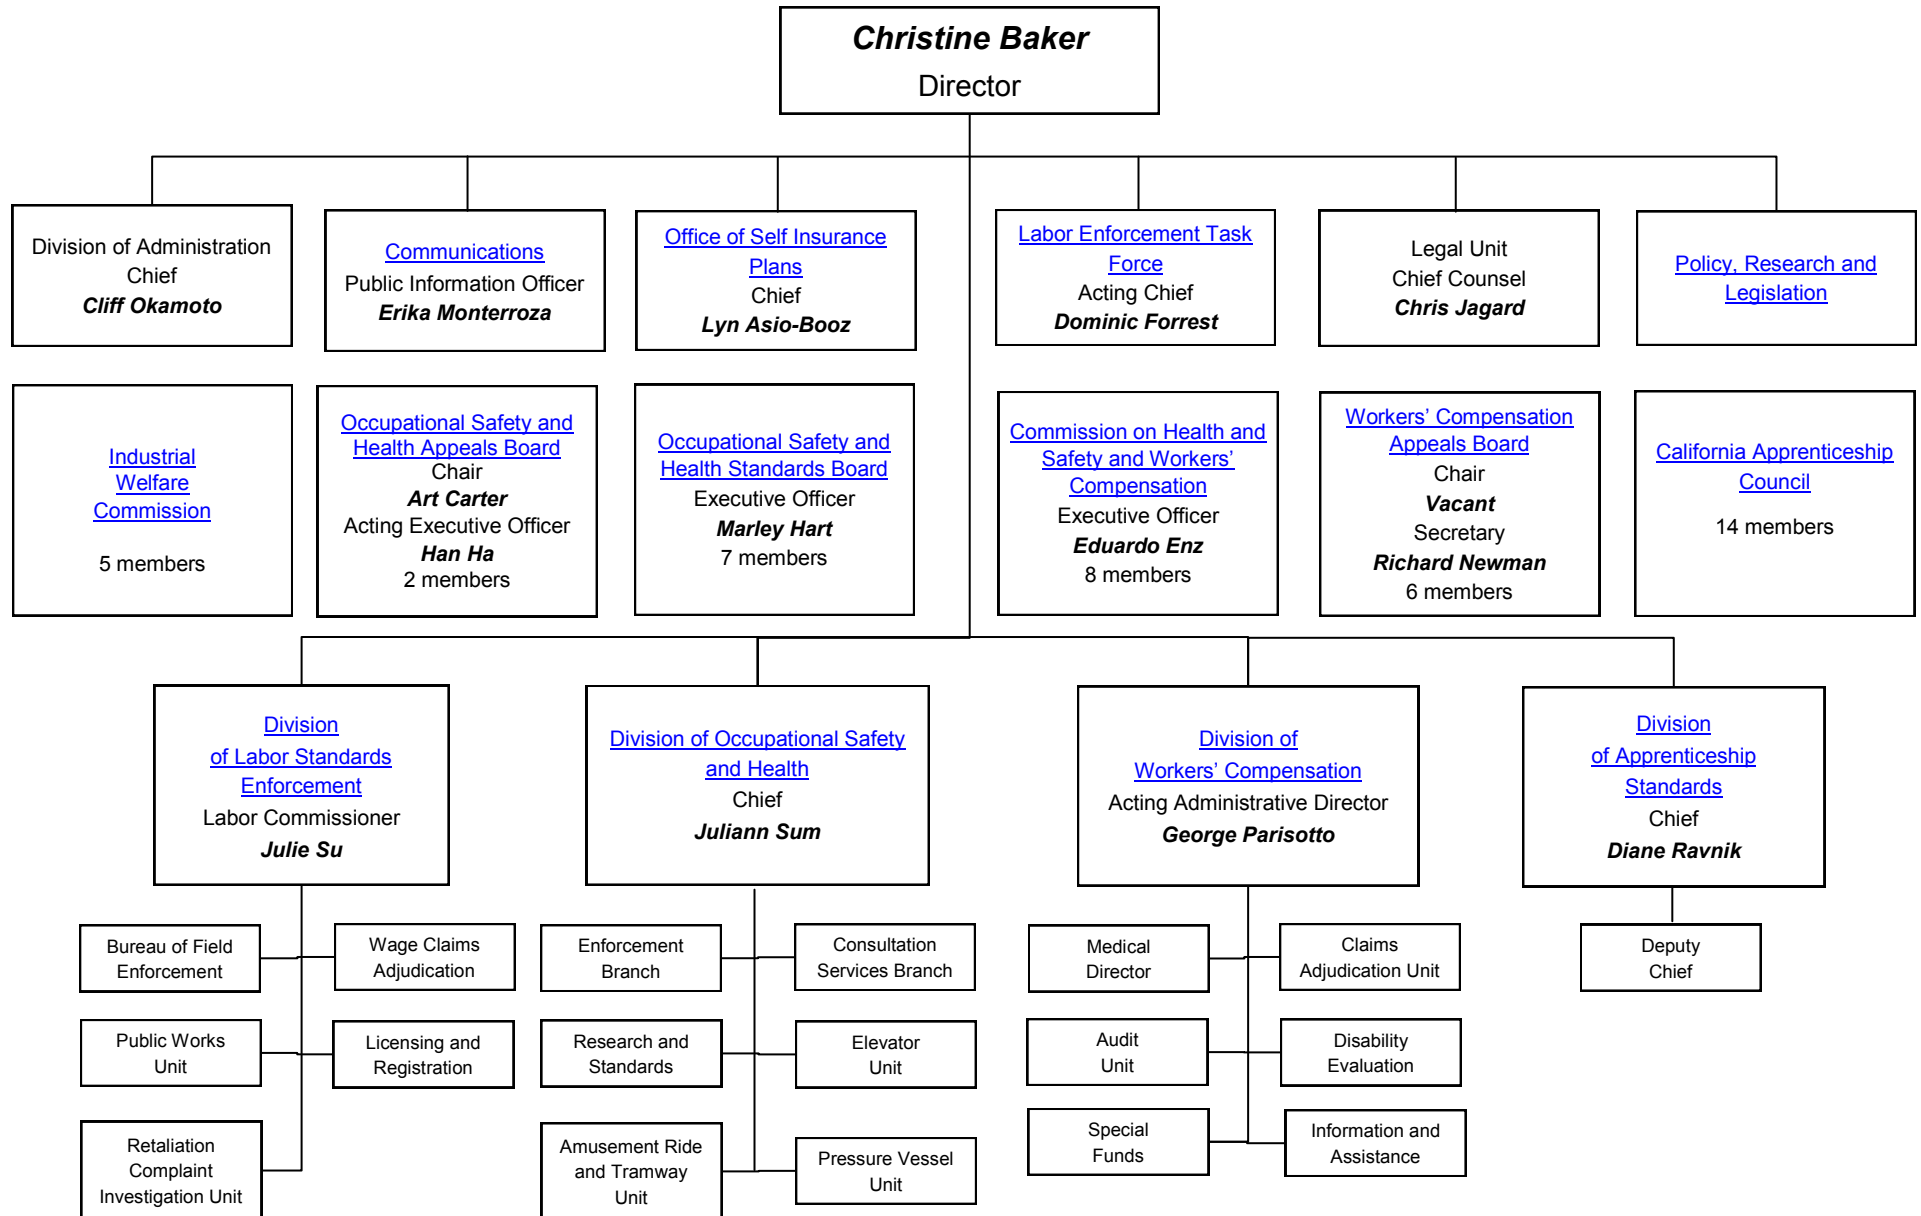 Christine Baker
Director
Division of Administration
Chief
Cliff Okamoto
Communications
Public Information Officer
Erika Monterroza
Office of Self Insurance
Plans
Chief
Lyn Asio-Booz
Labor Enforcement Task
Force
Acting Chief
Dominic Forrest
Legal Unit
Chief Counsel
Chris Jagard
Policy, Research and
Legislation
Industrial
Welfare
Commission
5 members
Occupational Safety and
Health Appeals Board
Chair
Art Carter
Acting Executive Officer
Han Ha
2 members
Occupational Safety and
Health Standards Board
Executive Officer
Marley Hart
7 members
Commission on Health and
Safety and Workers’
Compensation
Executive Officer
Eduardo Enz
8 members
Workers’ Compensation
Appeals Board
Chair
Vacant
Secretary
Richard Newman
6 members
California Apprenticeship
Council
14 members
Division
of Labor Standards
Enforcement
Labor Commissioner
Julie Su
Division of Occupational Safety
and Health
Chief
Juliann Sum
Division of
Workers’ Compensation
Acting Administrative Director
George Parisotto
Division
of Apprenticeship
Standards
Chief
Diane Ravnik
Bureau of Field
Enforcement
Wage Claims
Adjudication
Enforcement
Branch
Consultation
Services Branch
Medical
Director
Claims
Adjudication Unit
Deputy
Chief
Public Works
Unit
Licensing and
Registration
Research and
Standards
Elevator
Unit
Audit
Unit
Disability
Evaluation
Retaliation
Complaint
Investigation Unit
Amusement Ride
and Tramway
Unit
Pressure Vessel
Unit
Special
Funds
Information and
Assistance